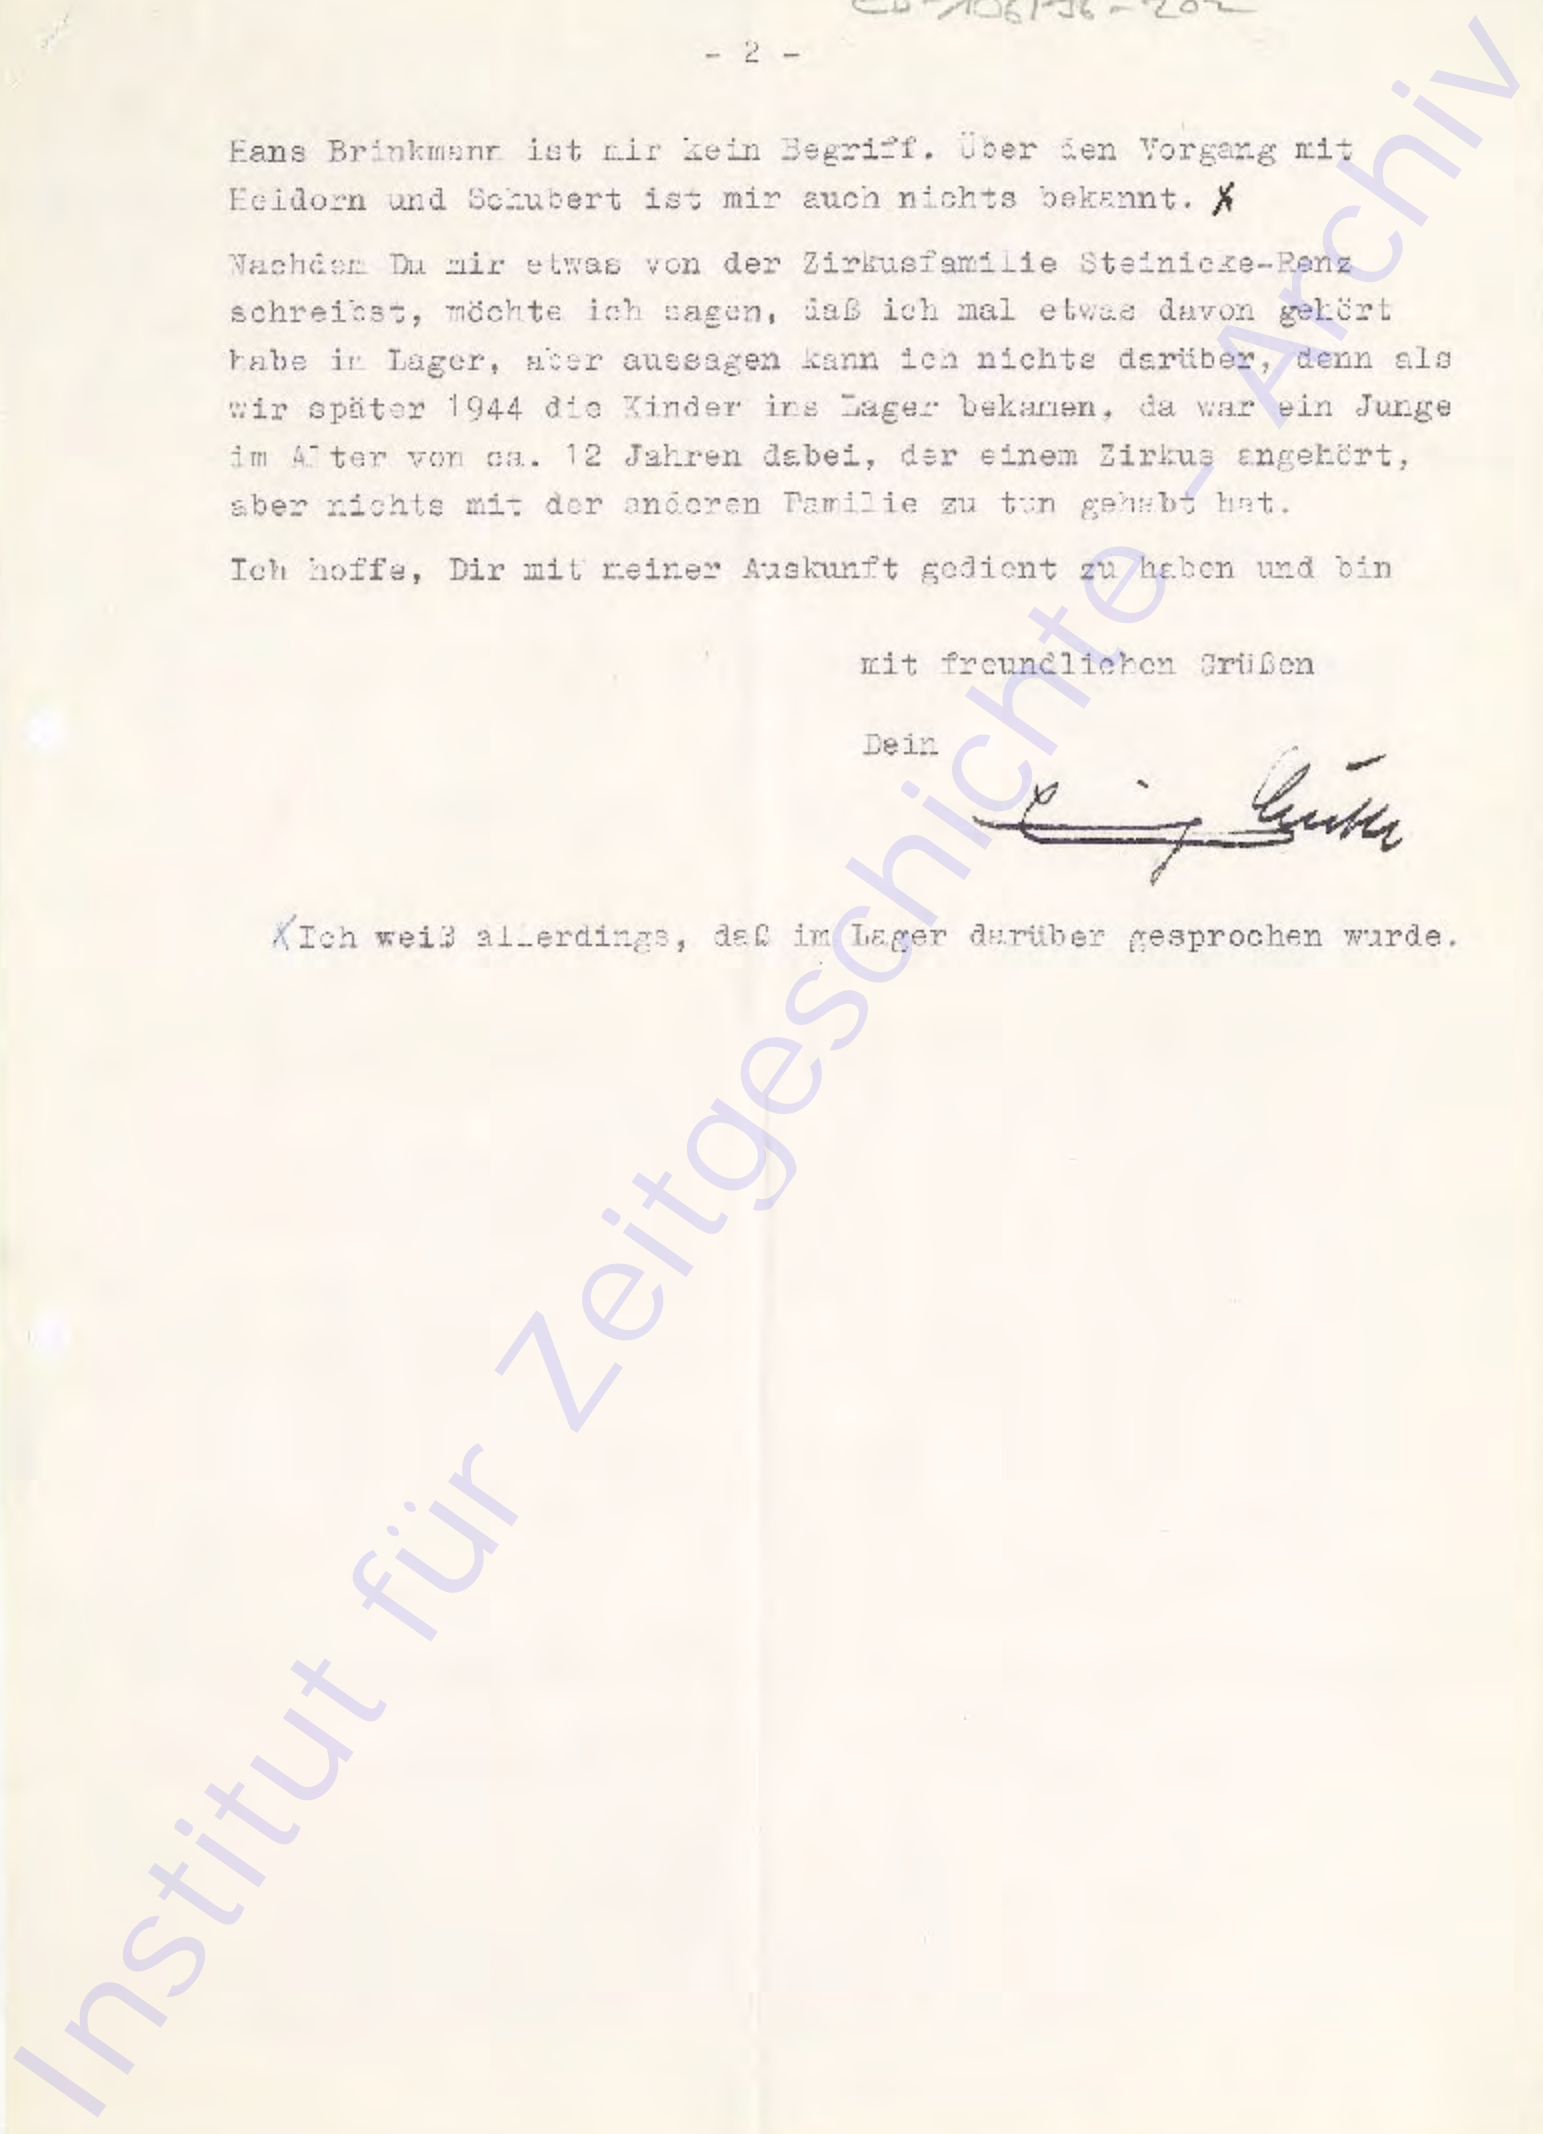 - 2 -
Hans Brinkmann ist mir kein Begriff. Über den Vorgang mit
Heidorn und Schubert ist mir auch nichts bekannt. X
Nachdem Du mir etwas von der Zirkusfamilie Steinicke-Renz
schreibst, möchte ich sagen, daß ich mal etwas davon gehört
habe im Lager, aber aussagen kann ich nichts darüber, denn als
wir später 1944 die Kinder ins Lager bekamen, da war ein Junge
im Alter von ca. 12 Jahren dabei, der einem Zirkus angehört,
aber nichts mit der anderen Familie zu tun gehabt hat.
Ich hoffe, Dir mit meiner Auskunft gedient zu haben und bin
mit freundlichen Grüßen
Dein
X Ich weiß allerdings, daß im Lager darüber gesprochen wurde.
Institut für Zeitgeschichte - Archiv